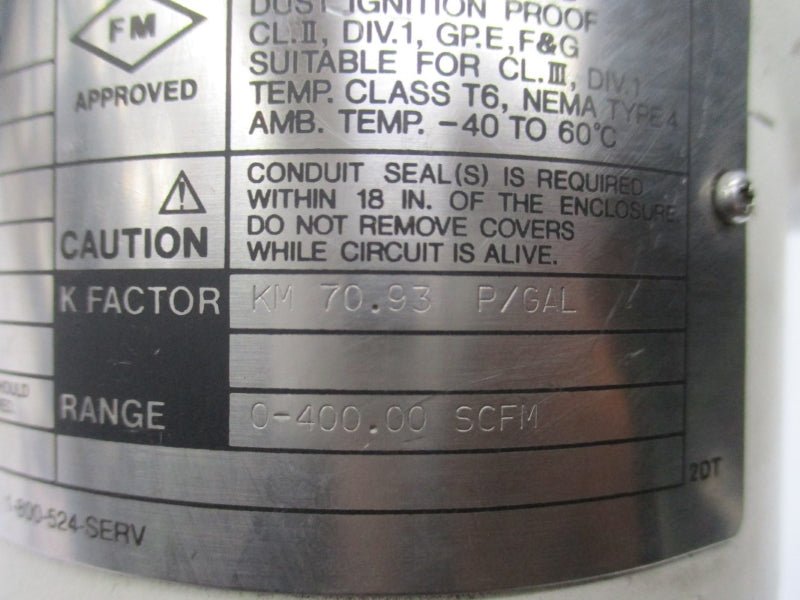 DUST IGNITION PROOF
FM
CL.II, DIV.1, GP.E,F&G
SUITABLE FOR CL.III, DIV.1
APPROVED
TEMP. CLASS T6, NEMA TYPE 4
AMB. TEMP. -40 TO 60°C
CAUTION
CONDUIT SEAL(S) IS REQUIRED
WITHIN 18 IN. OF THE ENCLOSURE.
DO NOT REMOVE COVERS
WHILE CIRCUIT IS ALIVE.
K FACTOR
KM 70.93 P/GAL
RANGE
0-400.00 SCFM
2DT
1-800-524-SERV